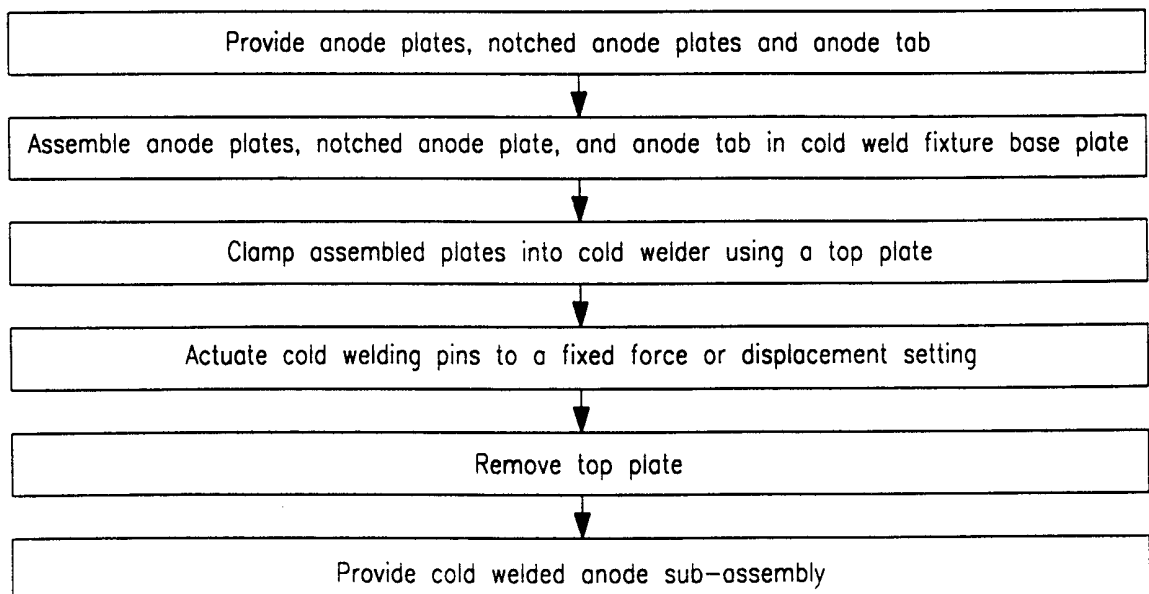 Provide anode plates, notched anode plates and anode tab
Assemble anode plates, notched anode plate, and anode tab in cold weld fixture base plate
Clamp assembled plates into cold welder using a top plate
Actuate cold welding pins to a fixed force or displacement setting
Remove top plate
Provide cold welded anode sub-assembly